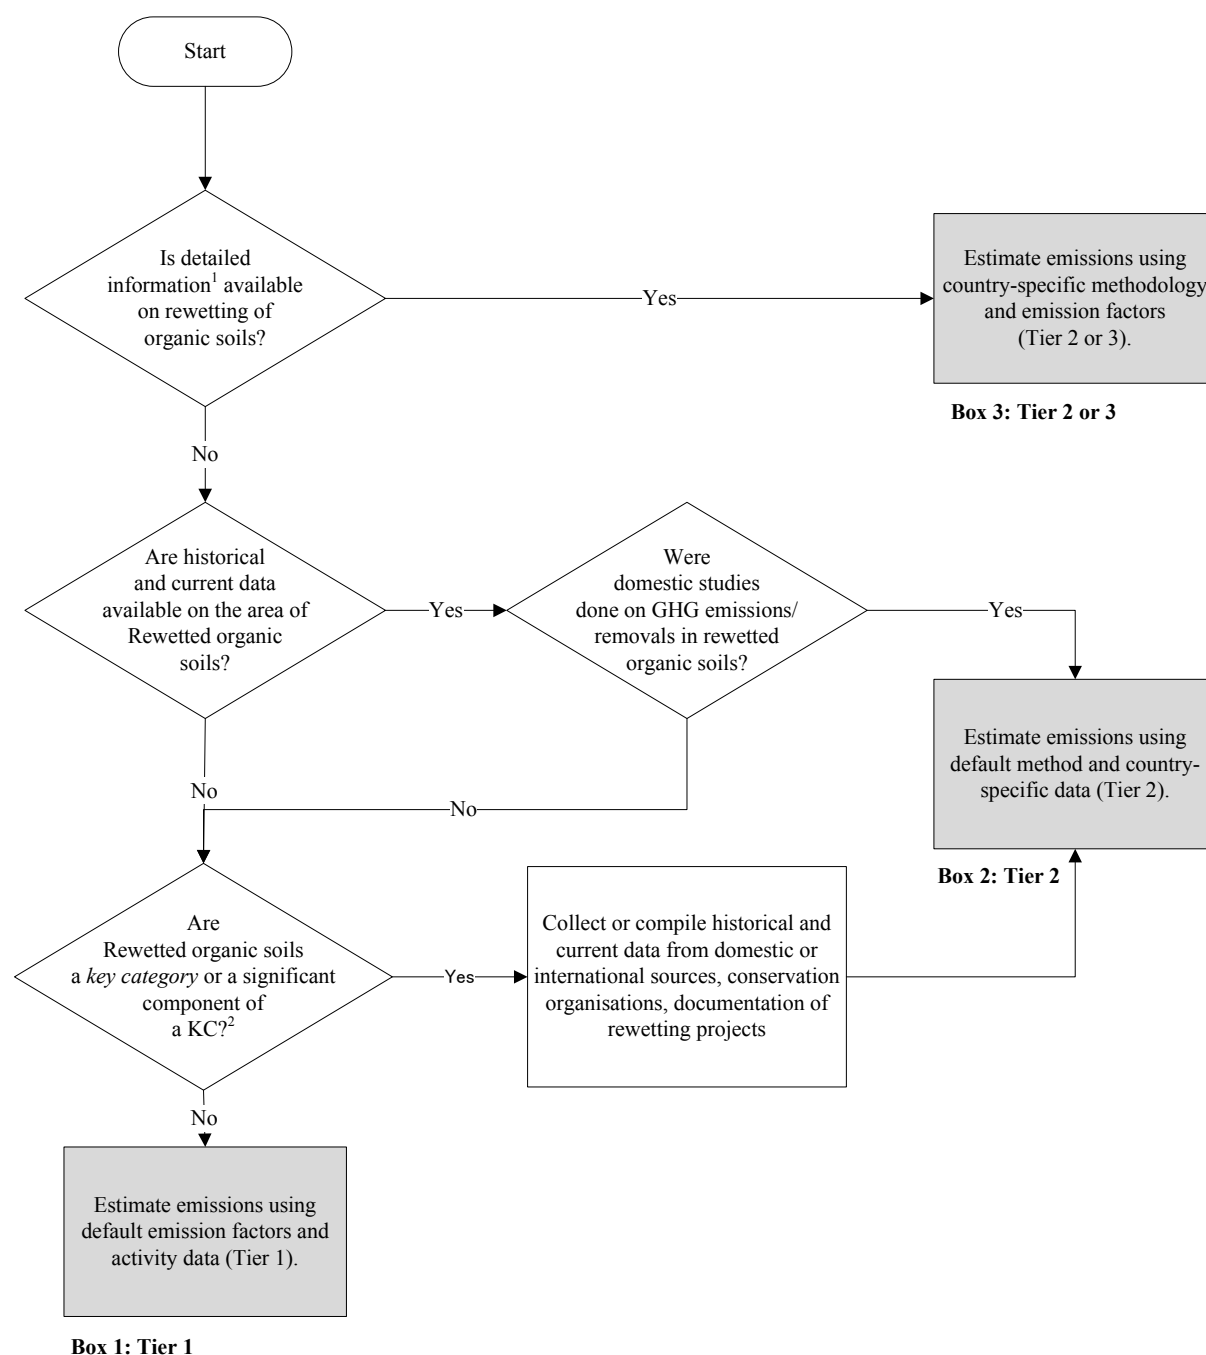 Start
Is detailed
information¹ available
on rewetting of
organic soils?
Yes
Estimate emissions using
country-specific methodology
and emission factors
(Tier 2 or 3).
Box 3: Tier 2 or 3
No
Are historical
and current data
available on the area of
Rewetted organic
soils?
Yes
Were
domestic studies
done on GHG emissions/
removals in rewetted
organic soils?
Yes
Estimate emissions using
default method and country-
specific data (Tier 2).
Box 2: Tier 2
No
No
Are
Rewetted organic soils
a key category or a significant
component of
a KC?²
Yes
Collect or compile historical and
current data from domestic or
international sources, conservation
organisations, documentation of
rewetting projects
No
Estimate emissions using
default emission factors and
activity data (Tier 1).
Box 1: Tier 1